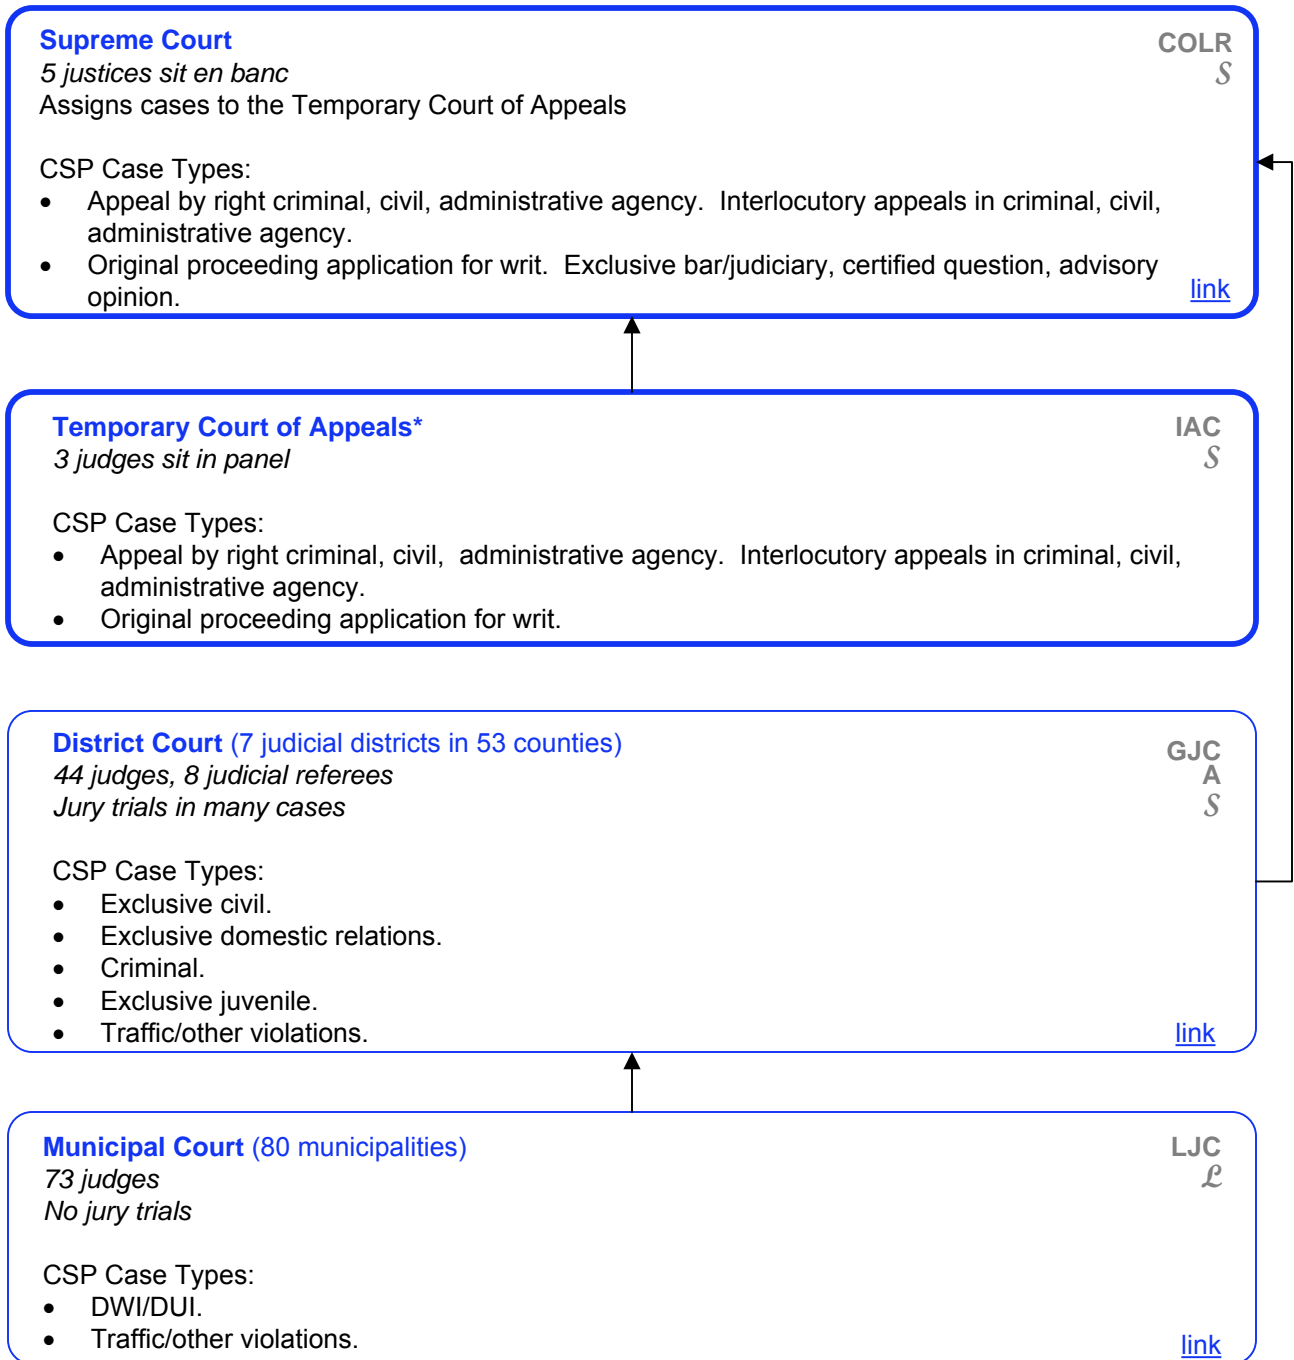 Supreme Court COLR
5 justices sit en banc S
Assigns cases to the Temporary Court of Appeals
CSP Case Types:
• Appeal by right criminal, civil, administrative agency. Interlocutory appeals in criminal, civil,
administrative agency.
• Original proceeding application for writ. Exclusive bar/judiciary, certified question, advisory
opinion. link
Temporary Court of Appeals* IAC
3 judges sit in panel S
CSP Case Types:
• Appeal by right criminal, civil, administrative agency. Interlocutory appeals in criminal, civil,
administrative agency.
• Original proceeding application for writ.
District Court (7 judicial districts in 53 counties) GJC
44 judges, 8 judicial referees A
Jury trials in many cases S
CSP Case Types:
• Exclusive civil.
• Exclusive domestic relations.
• Criminal.
• Exclusive juvenile.
• Traffic/other violations. link
Municipal Court (80 municipalities) LJC
73 judges ℒ
No jury trials
CSP Case Types:
• DWI/DUI.
• Traffic/other violations. link